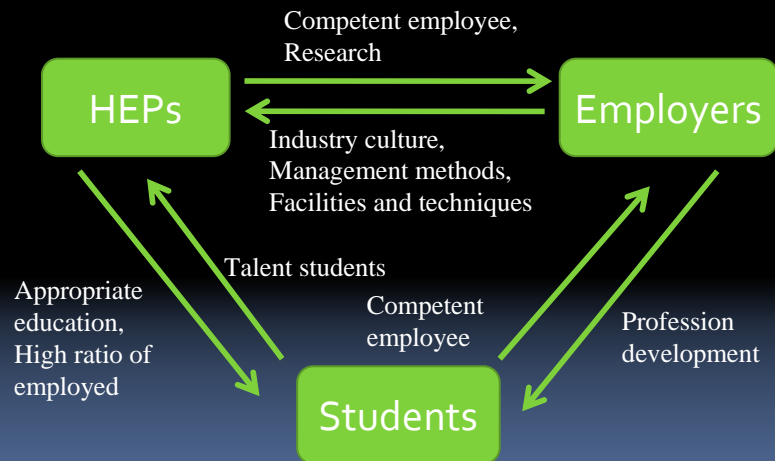 Competent employee,
Research
HEPs
Employers
Industry culture,
Management methods,
Facilities and techniques
Talent students
Appropriate
education,
High ratio of
employed
Competent
employee
Profession
development
Students